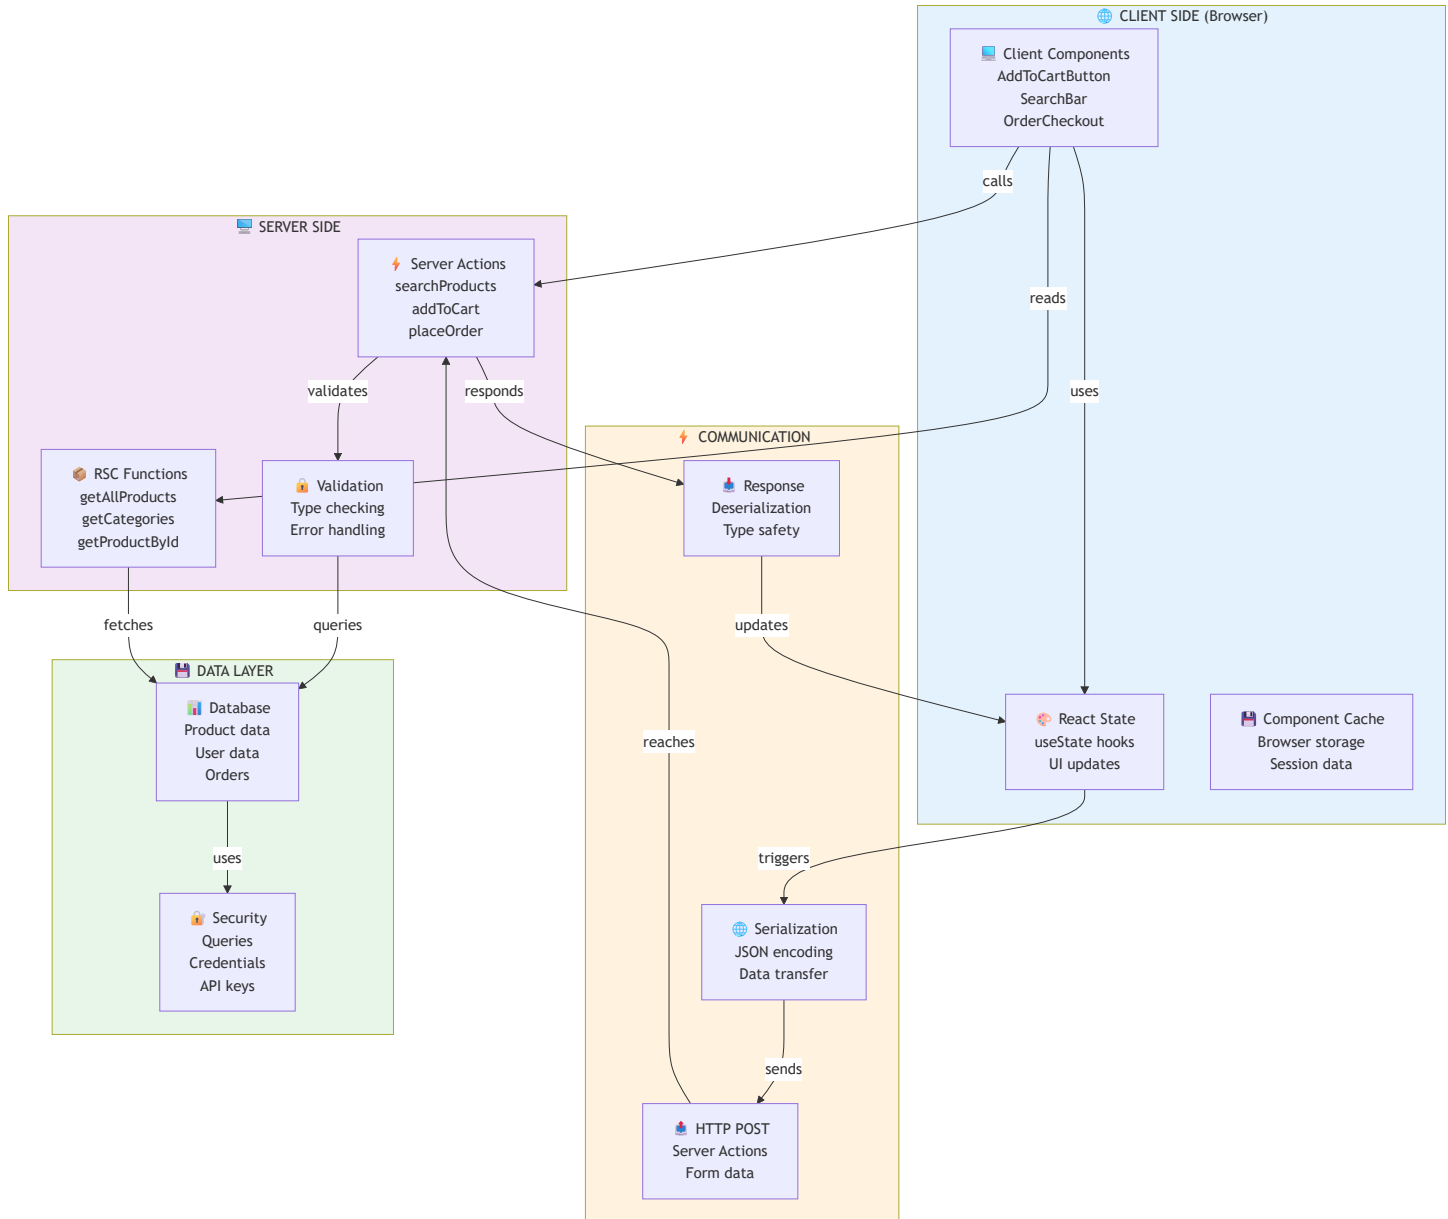 🌐 CLIENT SIDE (Browser)
💻 Client Components
AddToCartButton
SearchBar
OrderCheckout
calls
reads
uses
🖥️ SERVER SIDE
⚡ Server Actions
searchProducts
addToCart
placeOrder
validates
responds
📦 RSC Functions
getAllProducts
getCategories
getProductById
🔒 Validation
Type checking
Error handling
fetches
queries
⚡ COMMUNICATION
📥 Response
Deserialization
Type safety
updates
reaches
🎨 React State
useState hooks
UI updates
💾 Component Cache
Browser storage
Session data
triggers
🌐 Serialization
JSON encoding
Data transfer
sends
📤 HTTP POST
Server Actions
Form data
💾 DATA LAYER
📊 Database
Product data
User data
Orders
uses
🔐 Security
Queries
Credentials
API keys